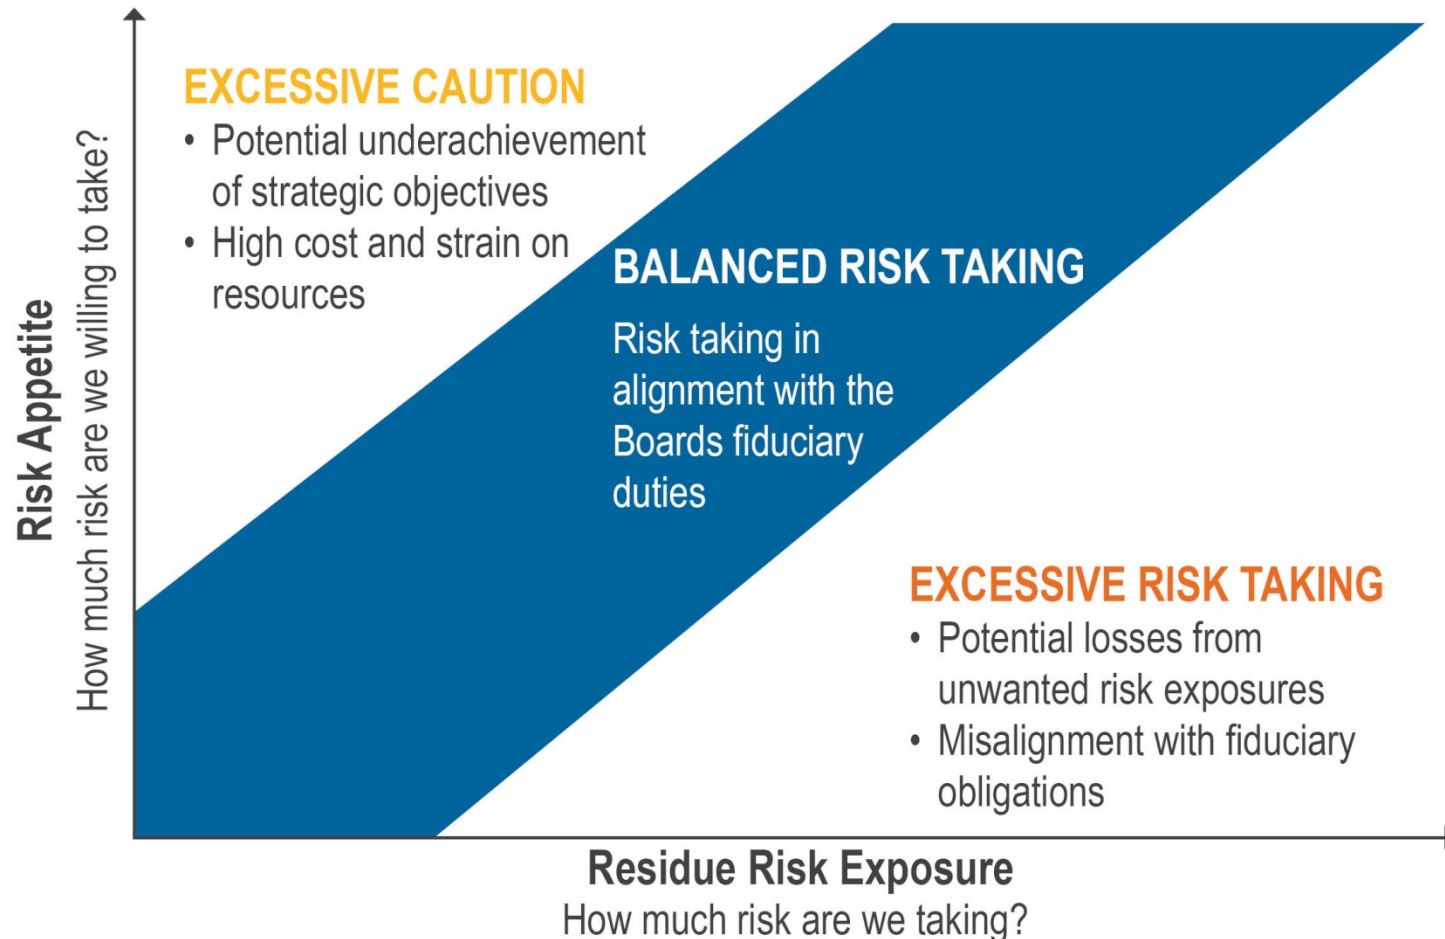 EXCESSIVE CAUTION
• Potential underachievement
of strategic objectives
• High cost and strain on
resources
BALANCED RISK TAKING
Risk taking in
alignment with the
Boards fiduciary
duties
EXCESSIVE RISK TAKING
• Potential losses from
unwanted risk exposures
• Misalignment with fiduciary
obligations
Risk Appetite
How much risk are we willing to take?
Residue Risk Exposure
How much risk are we taking?